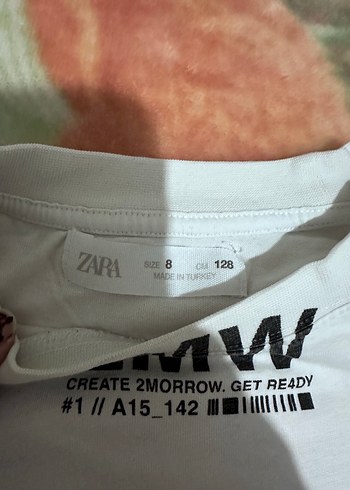 ZARA SIZE 8 CM 128
MADE IN TURKEY
MW
CREATE 2MORROW. GET RE4DY
#1 // A15_142